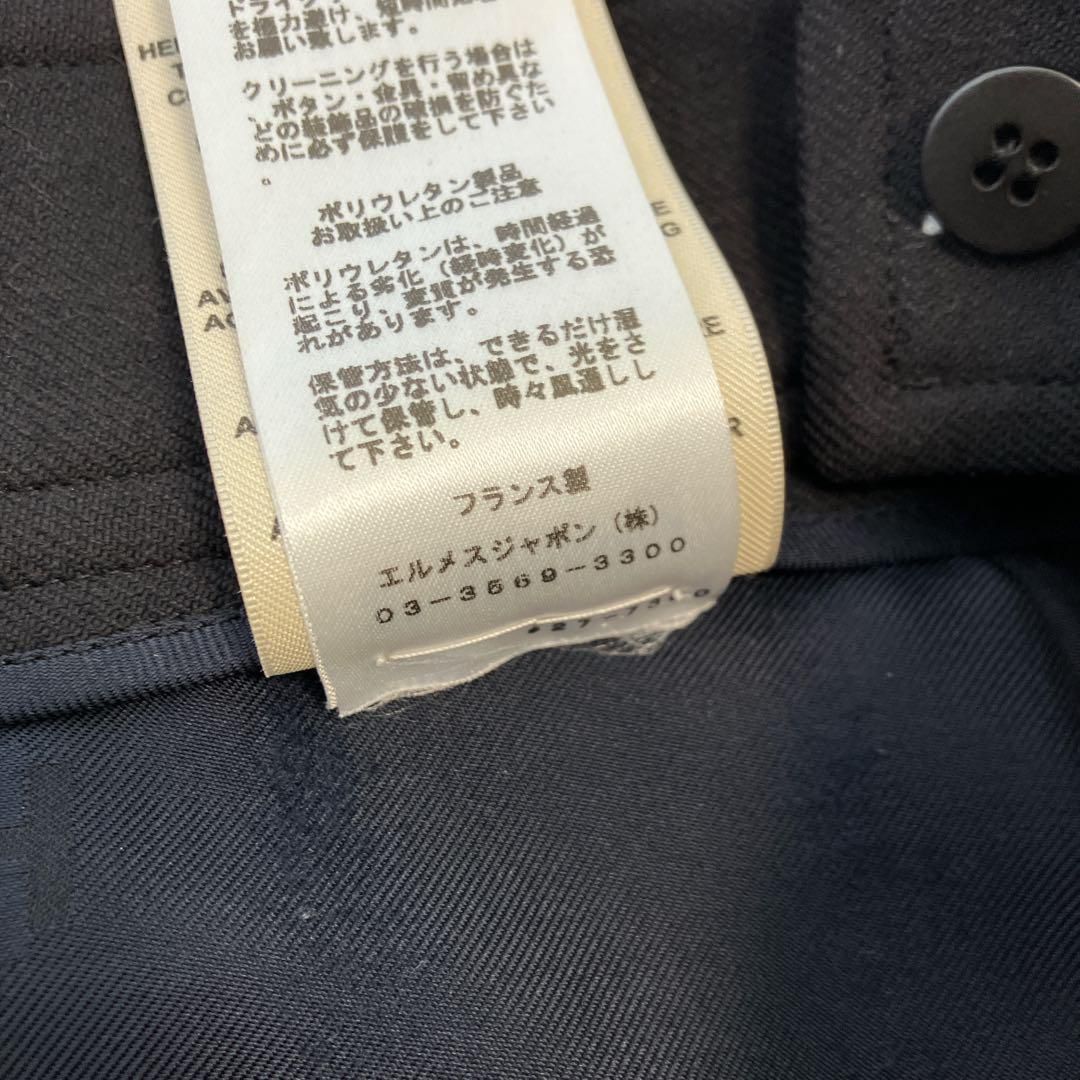 を極力避け、短時間処理
お願い致します。
クリーニングを行う場合は
、ボタン・金具・留め具な
どの装飾品の破損を防ぐた
めに必ず保護をして下さい
。
ポリウレタン製品
お取扱い上のご注意
ポリウレタンは、時間経過
による劣化(経時変化)が
起こり、変質が発生する恐
れがあります。
保管方法は、できるだけ湿
気の少ない状態で、光をさ
けて保管し、時々風通しし
て下さい。
フランス製
エルメスジャポン(株)
03-3569-3300